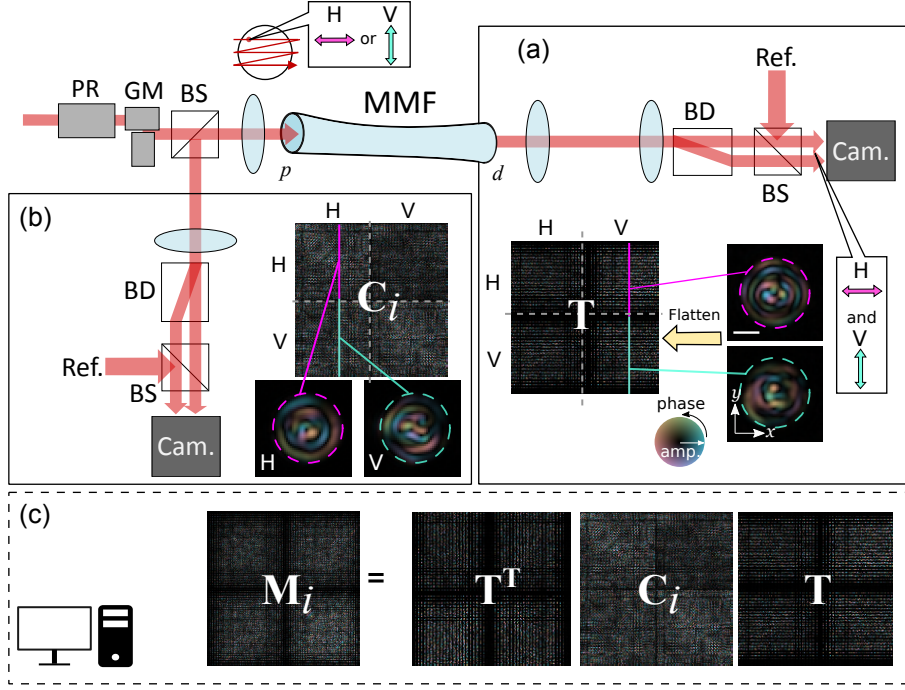 H V
or
(a)
PR GM BS
MMF
Ref.
BD
Cam.
BS
p
d
(b)
BD
Ref.
BS
Cam.
H V
H
V
C_i
H
V
H V
H
V
T
Flatten
H
and
V
phase
amp.
y
x
(c)
M_i = T^T C_i T